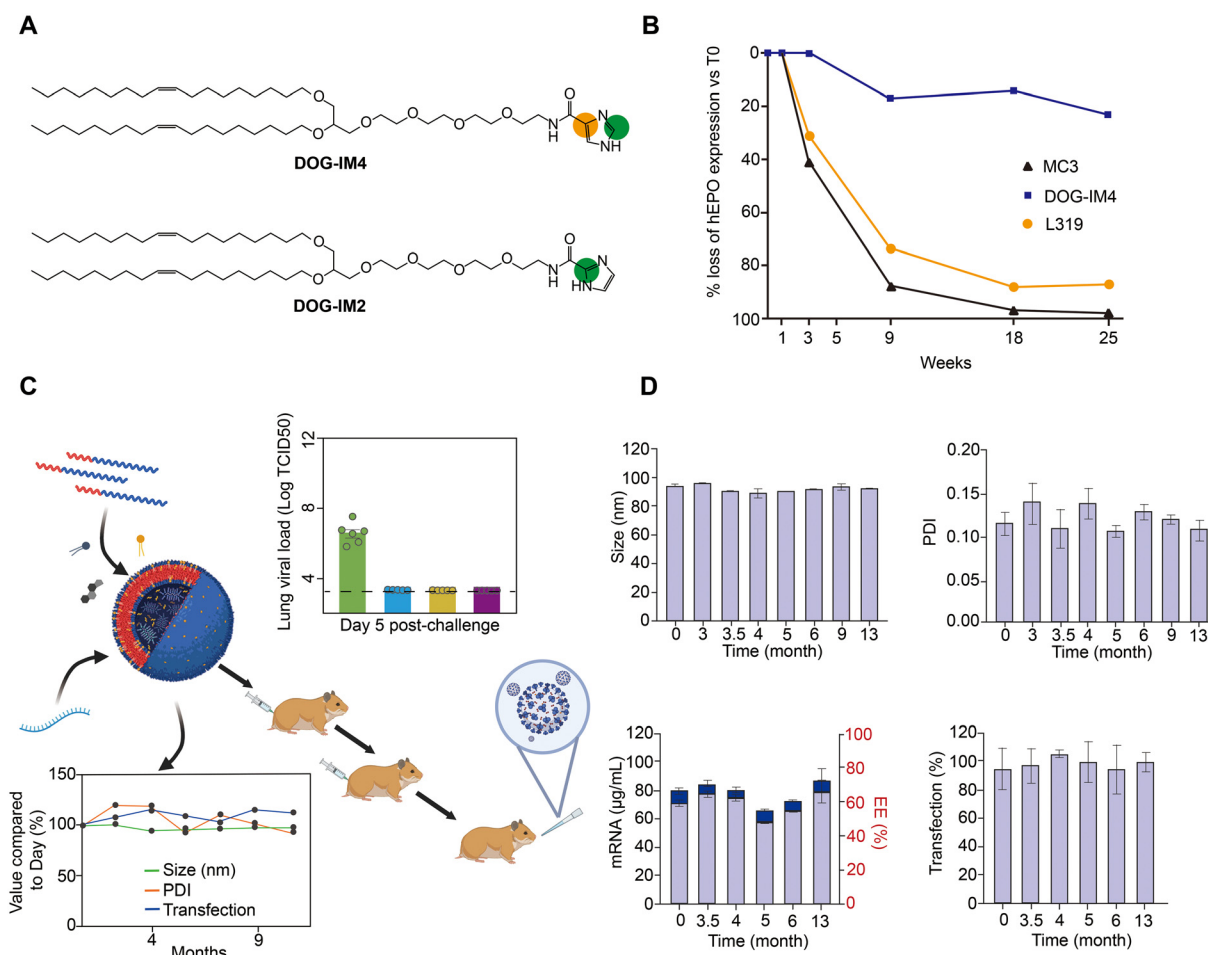 A
O
O
O
O
O
O
O
N
H
N
NH
DOG-IM4
O
O
O
O
O
O
O
N
H
N
HN
DOG-IM2
B
% loss of hEPO expression vs T0
0
20
40
60
80
100
MC3
DOG-IM4
L319
1 3 5 9 18 25
Weeks
C
Lung viral load (Log TCID50)
12
8
4
Day 5 post-challenge
Value compared
to Day (%)
150
100
50
0
Size (nm)
PDI
Transfection
4 9
Months
D
Size (nm)
120
100
80
60
40
20
0
0 3 3.5 4 5 6 9 13
Time (month)
PDI
0.20
0.15
0.10
0.05
0.00
0 3 3.5 4 5 6 9 13
Time (month)
mRNA (μg/mL)
120
100
80
60
40
20
0
100
80
60
40
20
0
EE (%)
0 3.5 4 5 6 13
Time (month)
Transfection (%)
120
100
80
60
40
20
0
0 3.5 4 5 6 13
Time (month)